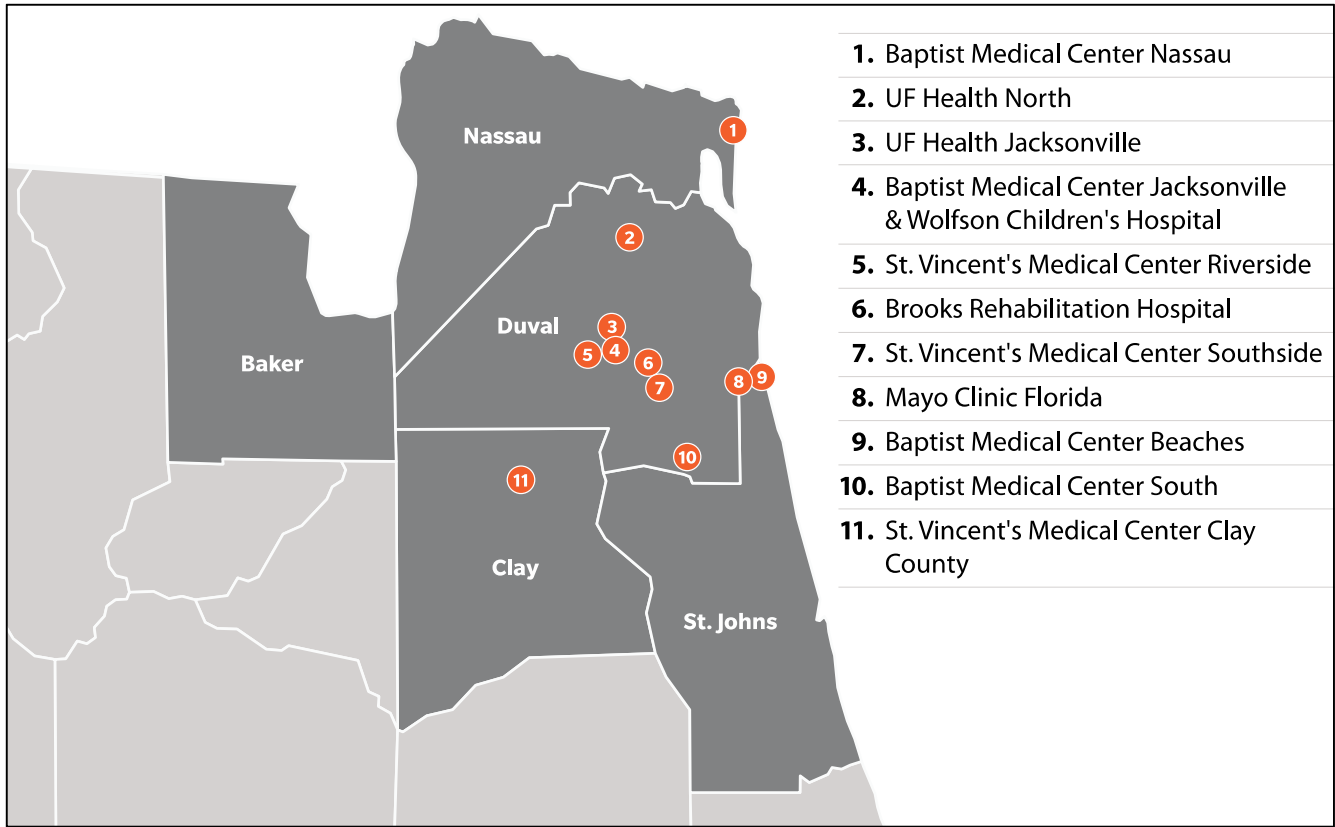 Nassau
1
2
Duval
3
4
5
6
7
8
9
Baker
10
11
Clay
St. Johns
1. Baptist Medical Center Nassau
2. UF Health North
3. UF Health Jacksonville
4. Baptist Medical Center Jacksonville
& Wolfson Children's Hospital
5. St. Vincent's Medical Center Riverside
6. Brooks Rehabilitation Hospital
7. St. Vincent's Medical Center Southside
8. Mayo Clinic Florida
9. Baptist Medical Center Beaches
10. Baptist Medical Center South
11. St. Vincent's Medical Center Clay
County